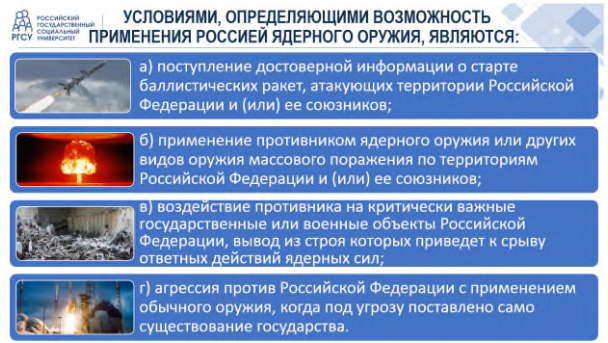 РОССИЙСКИЙ
ГОСУДАРСТВЕННЫЙ
СОЦИАЛЬНЫЙ
УНИВЕРСИТЕТ
РГСУ
УСЛОВИЯМИ, ОПРЕДЕЛЯЮЩИМИ ВОЗМОЖНОСТЬ
ПРИМЕНЕНИЯ РОССИЕЙ ЯДЕРНОГО ОРУЖИЯ, ЯВЛЯЮТСЯ:
а) поступление достоверной информации о старте
баллистических ракет, атакующих территории Российской
Федерации и (или) ее союзников;
б) применение противником ядерного оружия или других
видов оружия массового поражения по территориям
Российской Федерации и (или) ее союзников;
в) воздействие противника на критически важные
государственные или военные объекты Российской
Федерации, вывод из строя которых приведет к срыву
ответных действий ядерных сил;
г) агрессия против Российской Федерации с применением
обычного оружия, когда под угрозу поставлено само
существование государства.